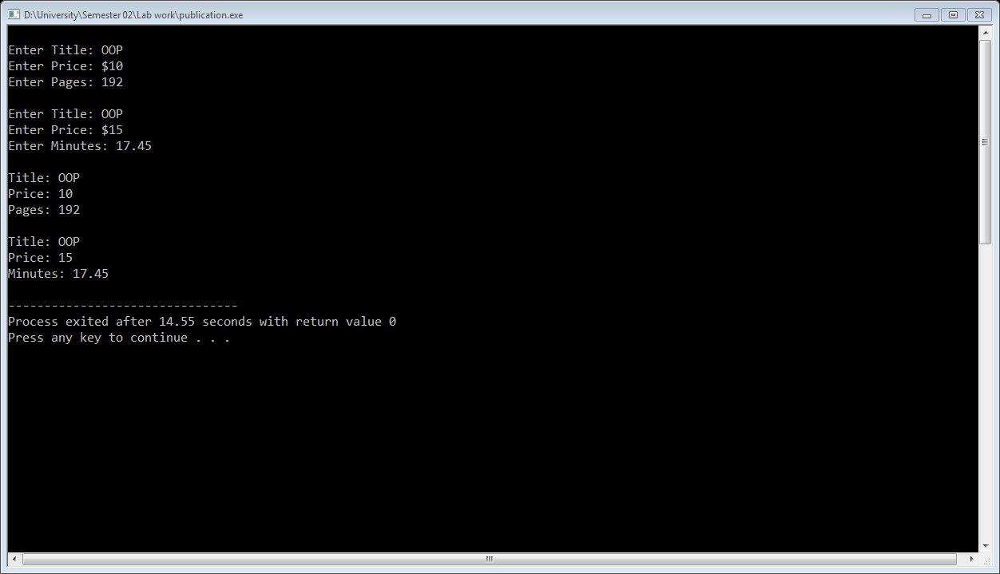 D:\University\Semester 02\Lab work\publication.exe
Enter Title: OOP
Enter Price: $10
Enter Pages: 192
Enter Title: OOP
Enter Price: $15
Enter Minutes: 17.45
Title: OOP
Price: 10
Pages: 192
Title: OOP
Price: 15
Minutes: 17.45
--------------------------------
Process exited after 14.55 seconds with return value 0
Press any key to continue . . .